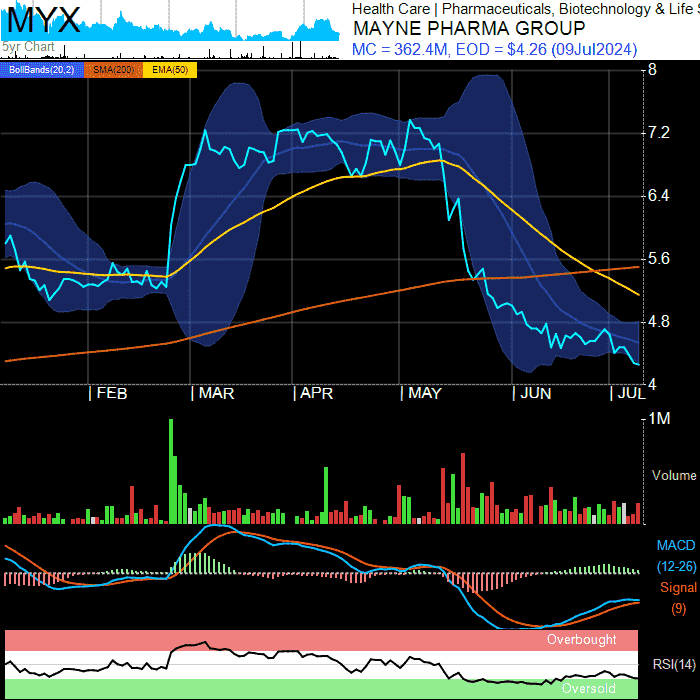 MYX
Health Care | Pharmaceuticals, Biotechnology & Life S
MAYNE PHARMA GROUP
MC = 362.4M, EOD = $4.26 (09Jul2024)
5yr Chart
BollBands(20,2) SMA(200) EMA(50)
8
7.2
6.4
5.6
4.8
4
| FEB | MAR | APR | MAY | JUN | JUL
1M
Volume
MACD
(12-26)
Signal
(9)
Overbought
RSI(14)
Oversold